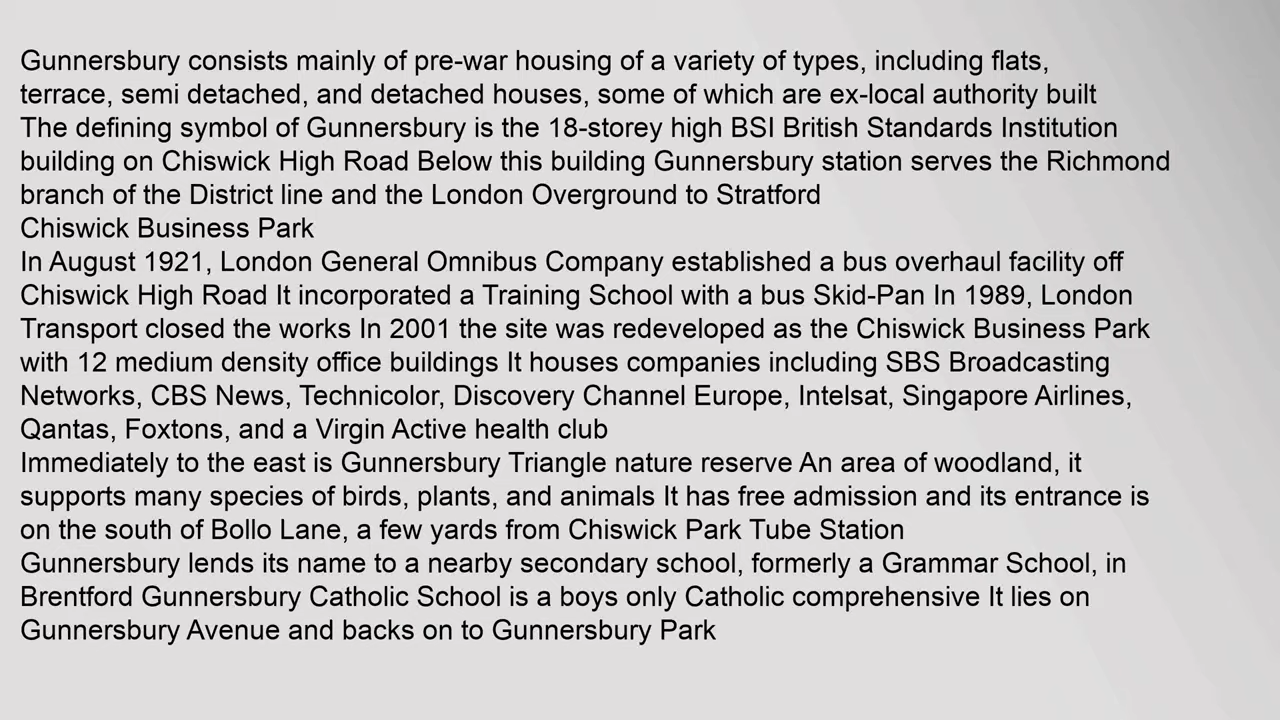 Gunnersbury consists mainly of pre-war housing of a variety of types, including flats,
terrace, semi detached, and detached houses, some of which are ex-local authority built
The defining symbol of Gunnersbury is the 18-storey high BSI British Standards Institution
building on Chiswick High Road Below this building Gunnersbury station serves the Richmond
branch of the District line and the London Overground to Stratford
Chiswick Business Park
In August 1921, London General Omnibus Company established a bus overhaul facility off
Chiswick High Road It incorporated a Training School with a bus Skid-Pan In 1989, London
Transport closed the works In 2001 the site was redeveloped as the Chiswick Business Park
with 12 medium density office buildings It houses companies including SBS Broadcasting
Networks, CBS News, Technicolor, Discovery Channel Europe, Intelsat, Singapore Airlines,
Qantas, Foxtons, and a Virgin Active health club
Immediately to the east is Gunnersbury Triangle nature reserve An area of woodland, it
supports many species of birds, plants, and animals It has free admission and its entrance is
on the south of Bollo Lane, a few yards from Chiswick Park Tube Station
Gunnersbury lends its name to a nearby secondary school, formerly a Grammar School, in
Brentford Gunnersbury Catholic School is a boys only Catholic comprehensive It lies on
Gunnersbury Avenue and backs on to Gunnersbury Park